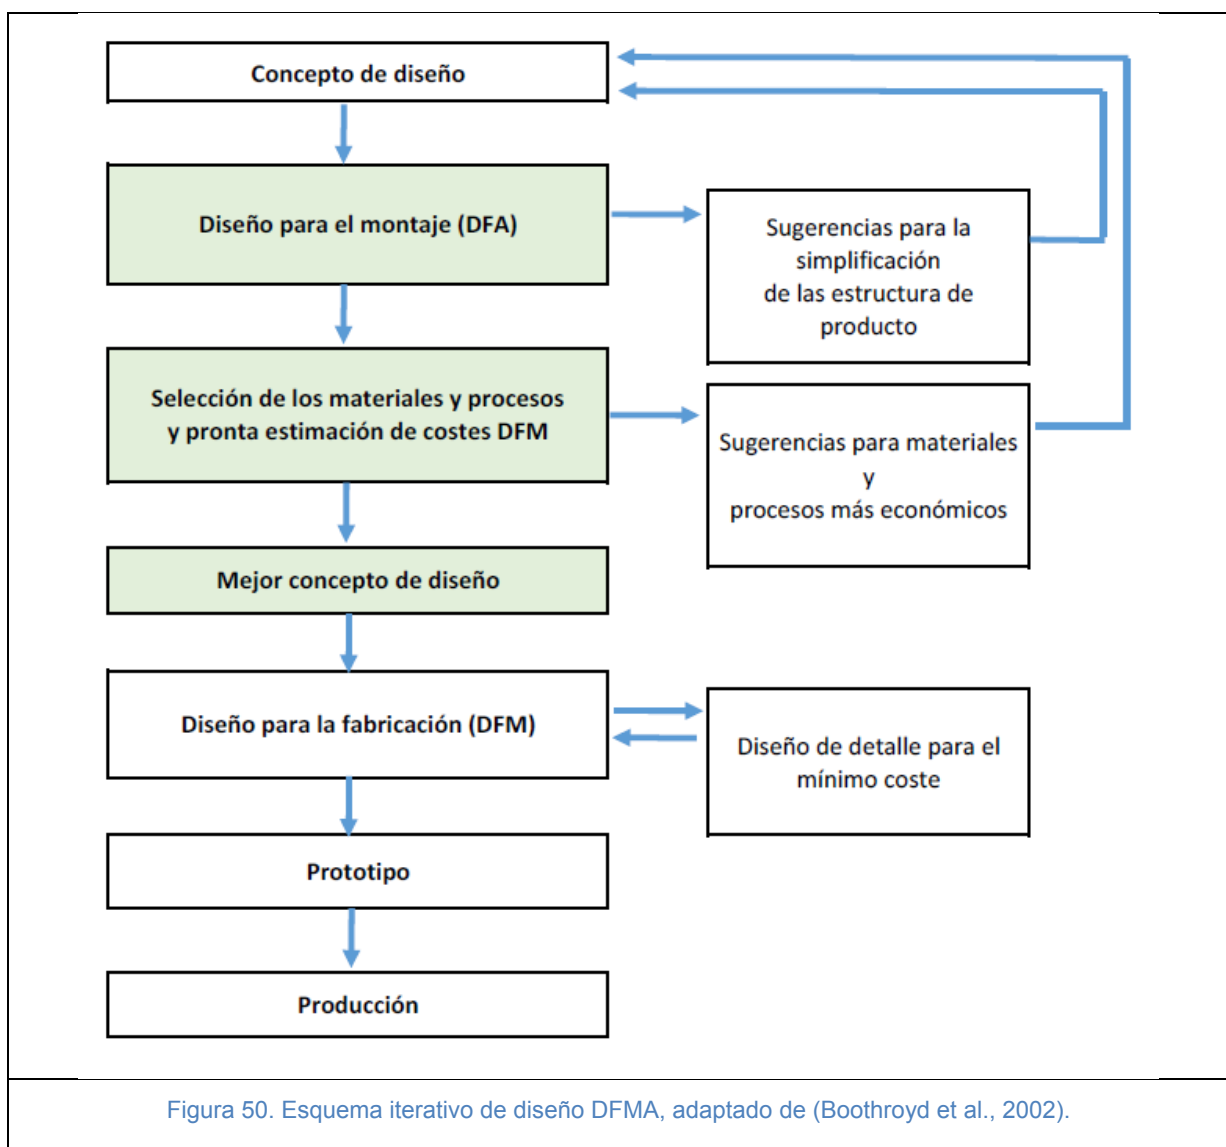 Concepto de diseño
Diseño para el montaje (DFA)
Sugerencias para la
simplificación
de las estructura de
producto
Selección de los materiales y procesos
y pronta estimación de costes DFM
Sugerencias para materiales
y
procesos más económicos
Mejor concepto de diseño
Diseño para la fabricación (DFM)
Diseño de detalle para el
mínimo coste
Prototipo
Producción
Figura 50. Esquema iterativo de diseño DFMA, adaptado de (Boothroyd et al., 2002).